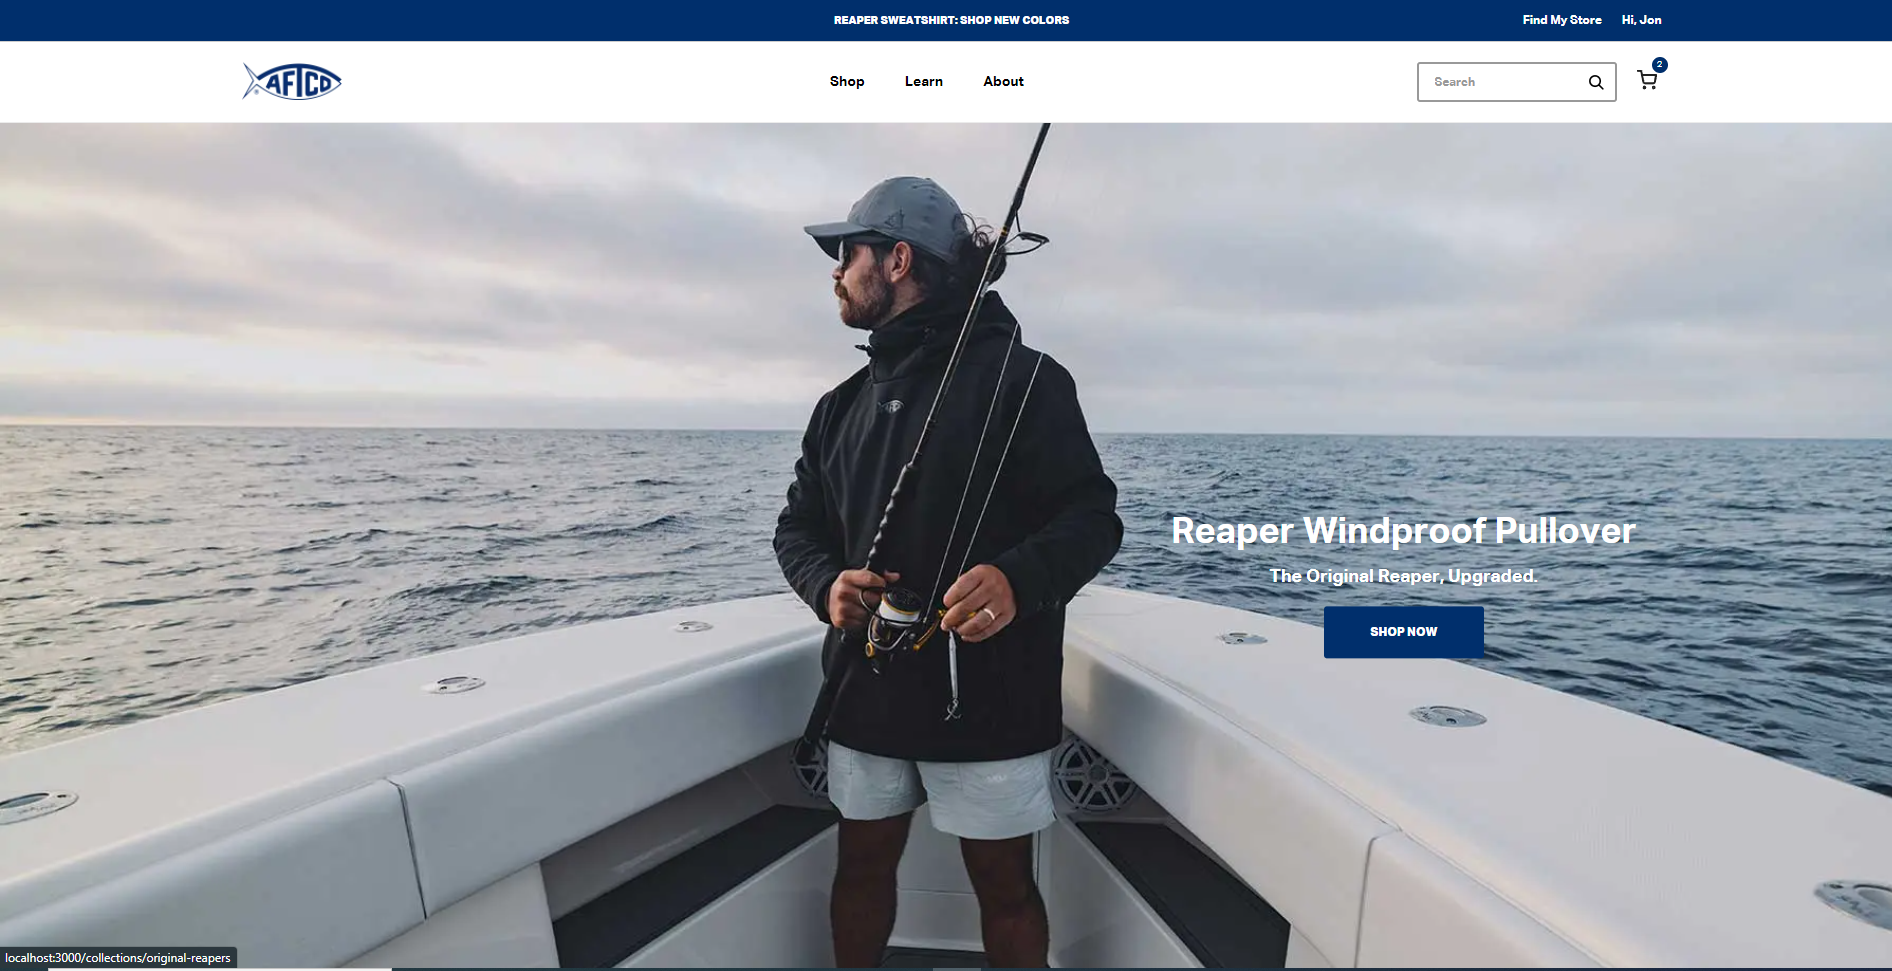 REAPER SWEATSHIRT: SHOP NEW COLORS
Find My Store
Hi, Jon
AFTCO
Shop
Learn
About
Search
2
Reaper Windproof Pullover
The Original Reaper, Upgraded.
SHOP NOW
localhost:3000/collections/original-reapers